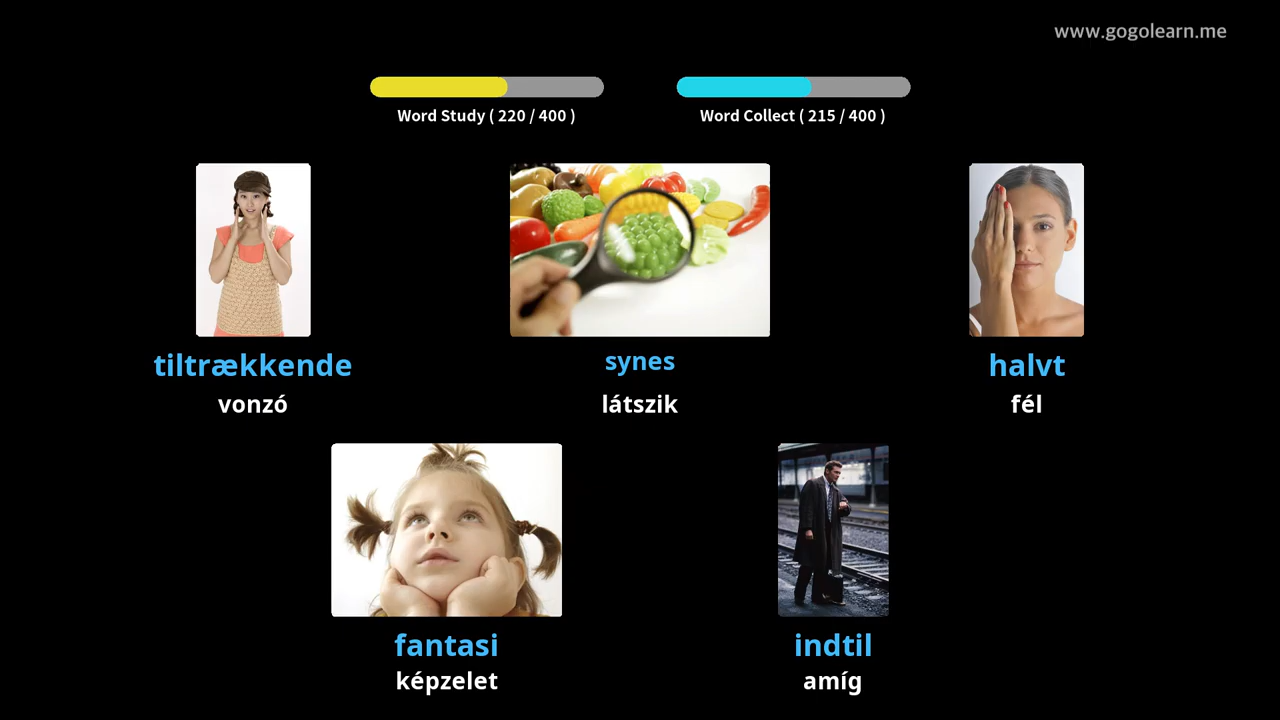 www.gogolearn.me
Word Study ( 220 / 400 )
Word Collect ( 215 / 400 )
tiltrækkende
vonzó
synes
látszik
halvt
fél
fantasi
képzelet
indtil
amíg